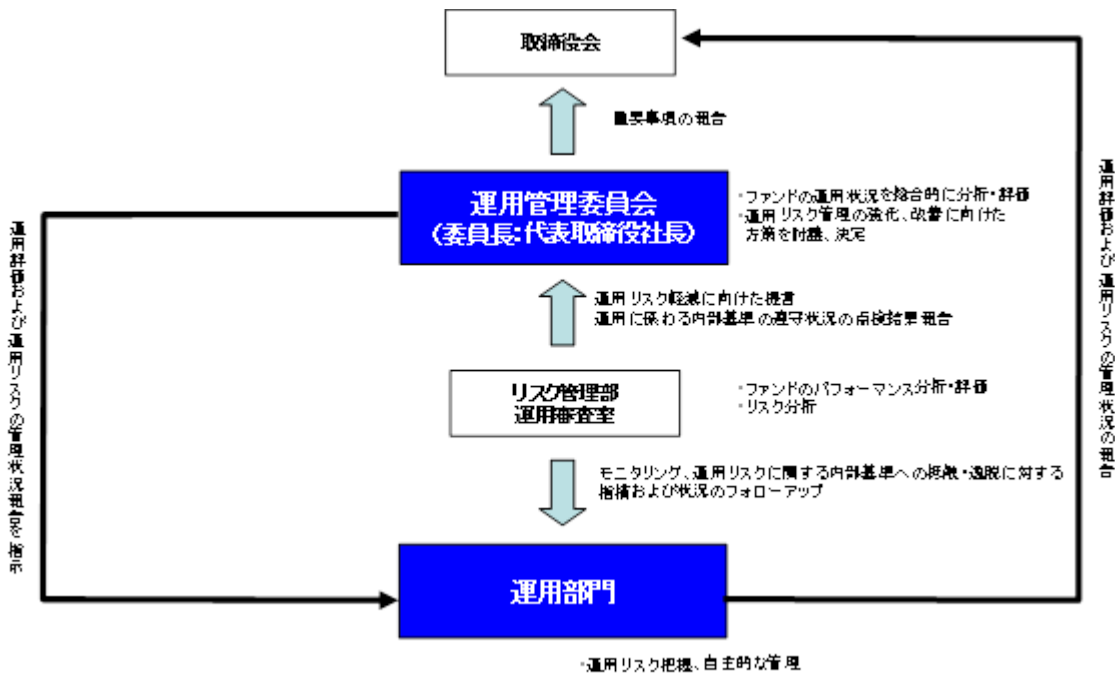 取締役会
重要事項の報告
運用管理委員会
(委員長:代表取締役社長)
・ファンドの運用状況を総合的に分析・評価
・運用リスク管理の強化、改善に向けた
方策を討議、決定
運用リスク軽減に向けた提言
運用に係わる内部基準の遵守状況の点検結果報告
リスク管理部
運用審査室
・ファンドのパフォーマンス分析・評価
・リスク分析
モニタリング、運用リスクに関する内部基準への抵触・逸脱に対する
指摘および状況のフォローアップ
運用部門
・運用リスク把握、自主的な管理
運用評価および運用リスクの管理状況報告を指示
運用評価および運用リスクの管理状況の報告